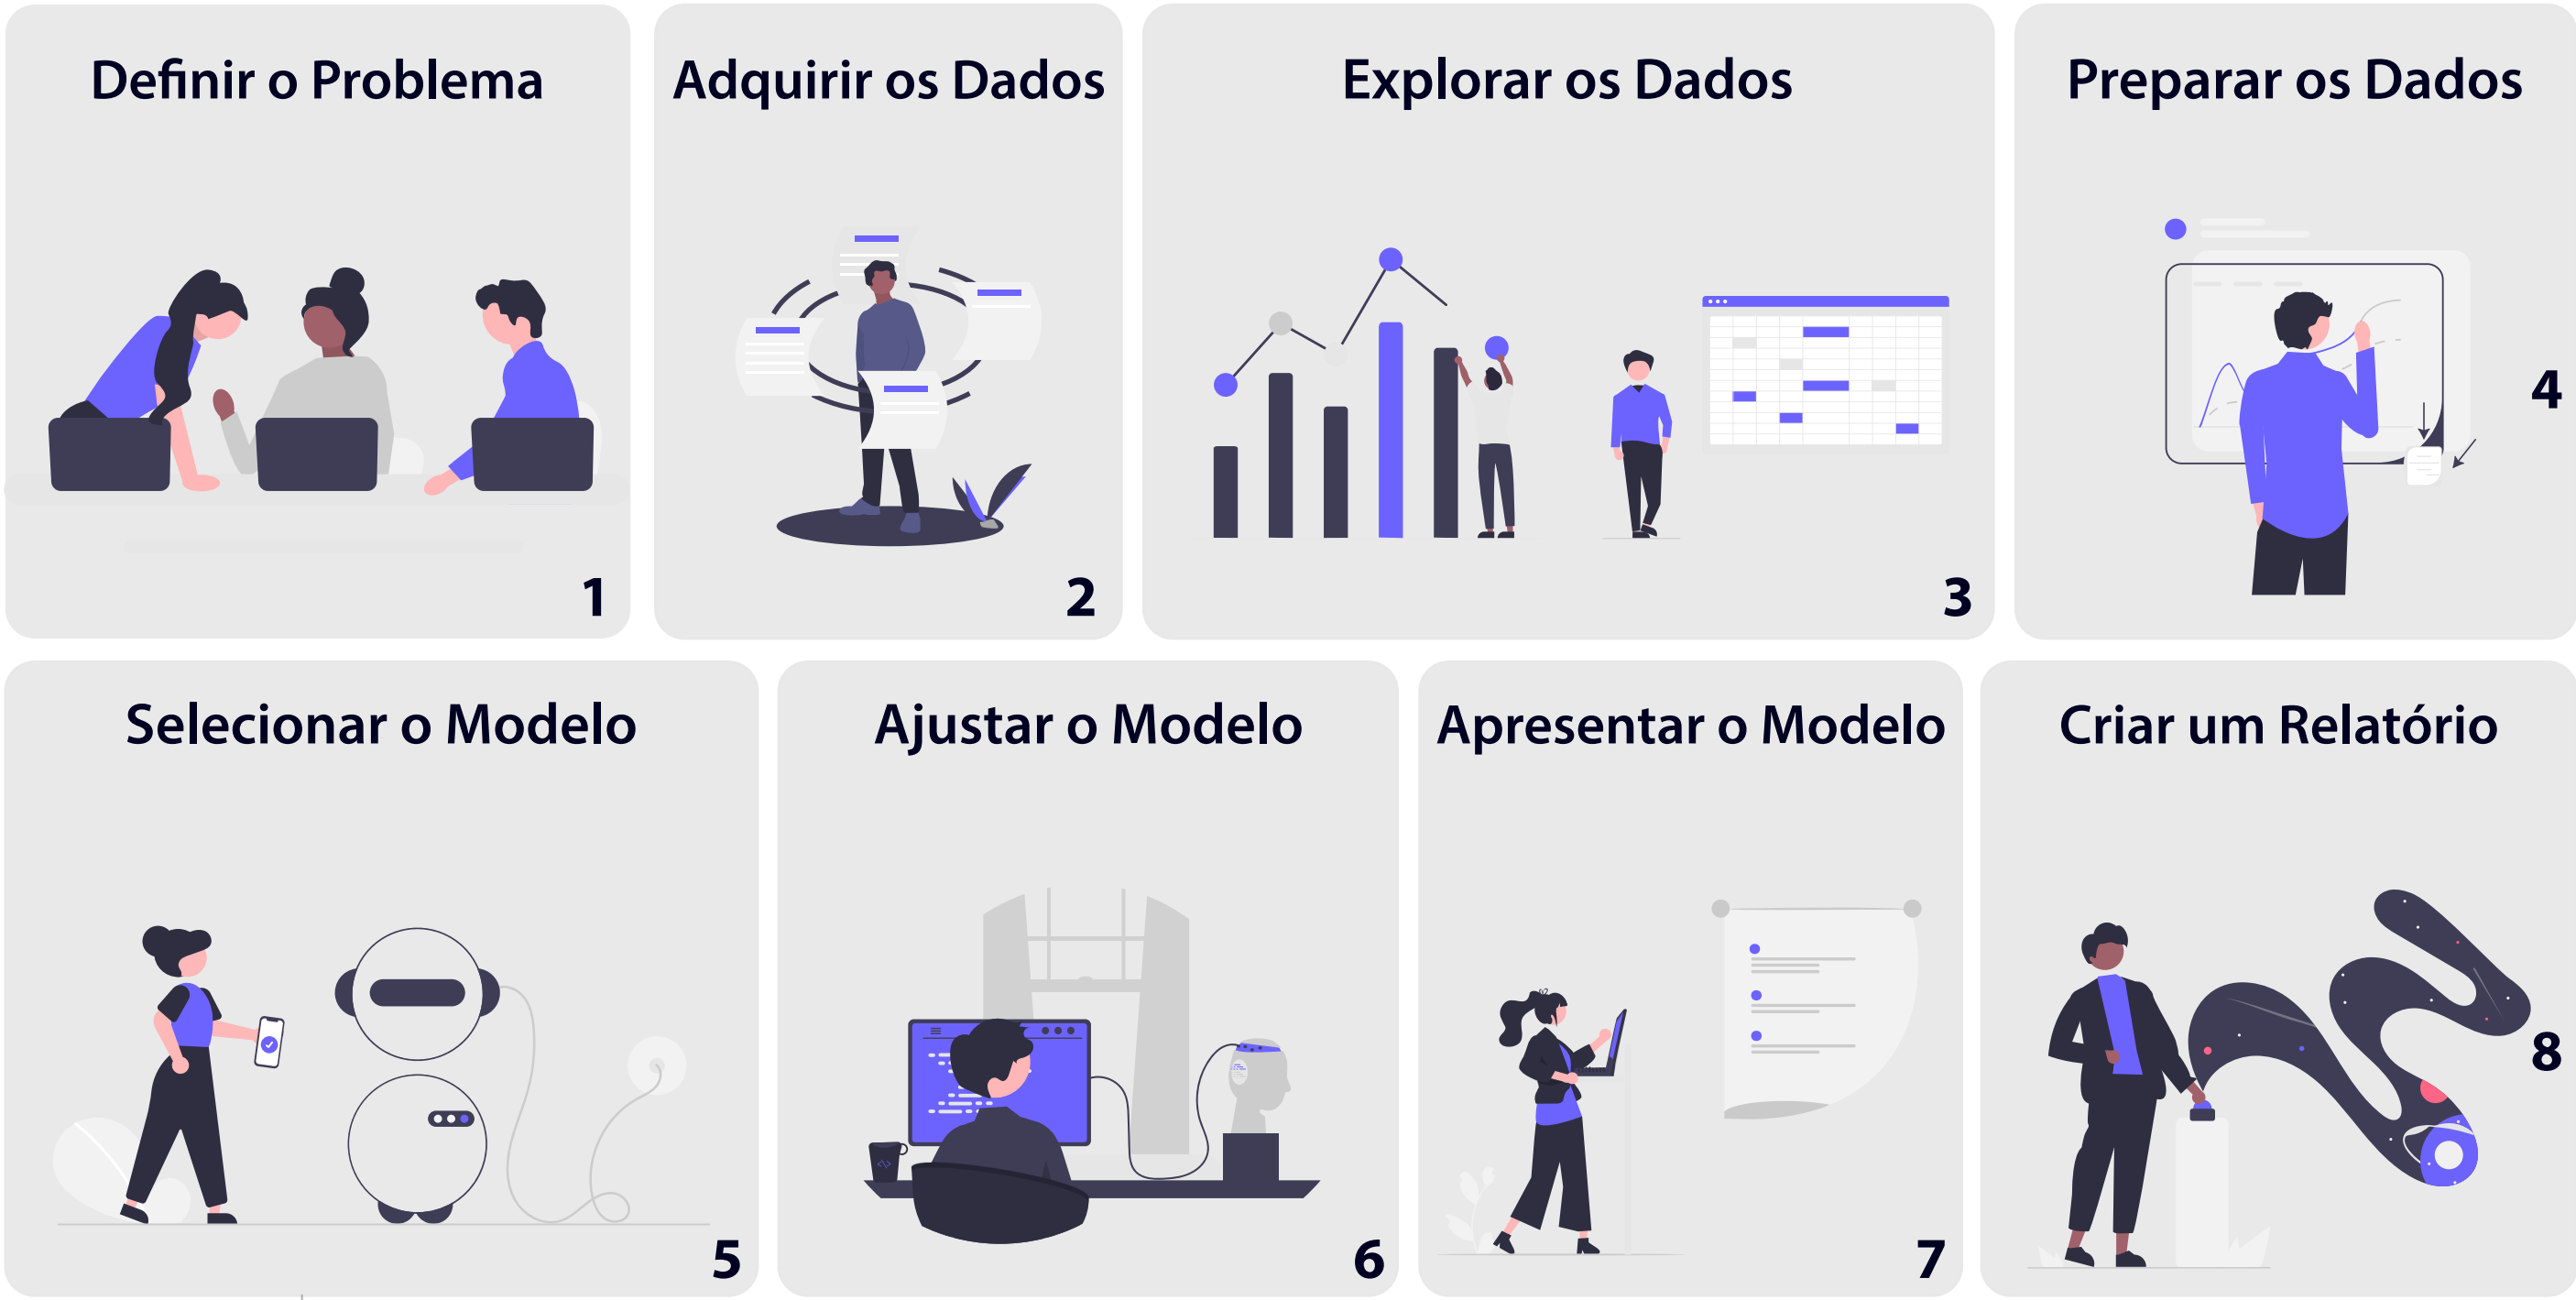 Definir o Problema
1
Adquirir os Dados
2
Explorar os Dados
3
Preparar os Dados
4
Selecionar o Modelo
5
Ajustar o Modelo
6
Apresentar o Modelo
7
Criar um Relatório
8